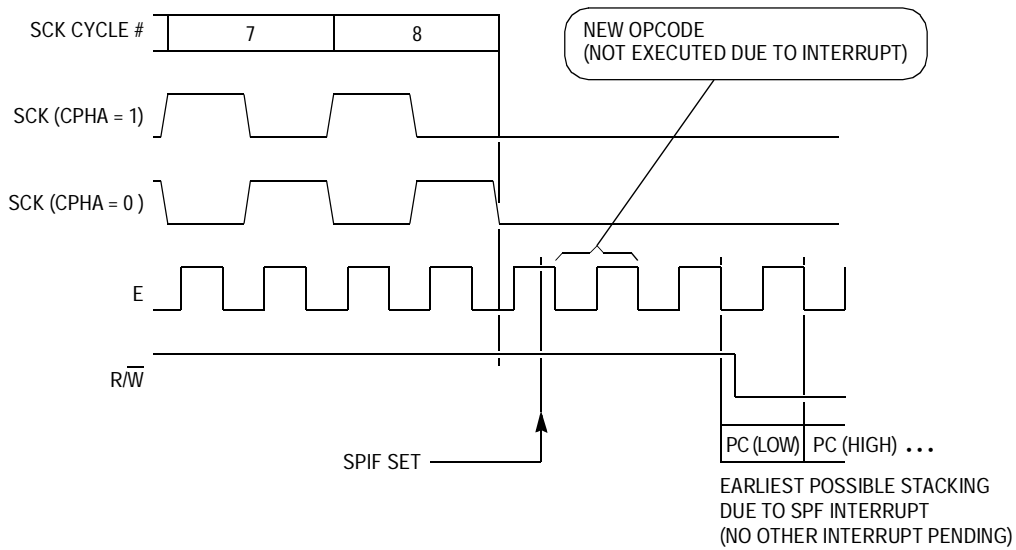 SCK CYCLE #
7
8
NEW OPCODE
(NOT EXECUTED DUE TO INTERRUPT)
SCK (CPHA = 1)
SCK (CPHA = 0 )
E
R/W̅
SPIF SET
PC (LOW)
PC (HIGH) ...
EARLIEST POSSIBLE STACKING
DUE TO SPF INTERRUPT
(NO OTHER INTERRUPT PENDING)